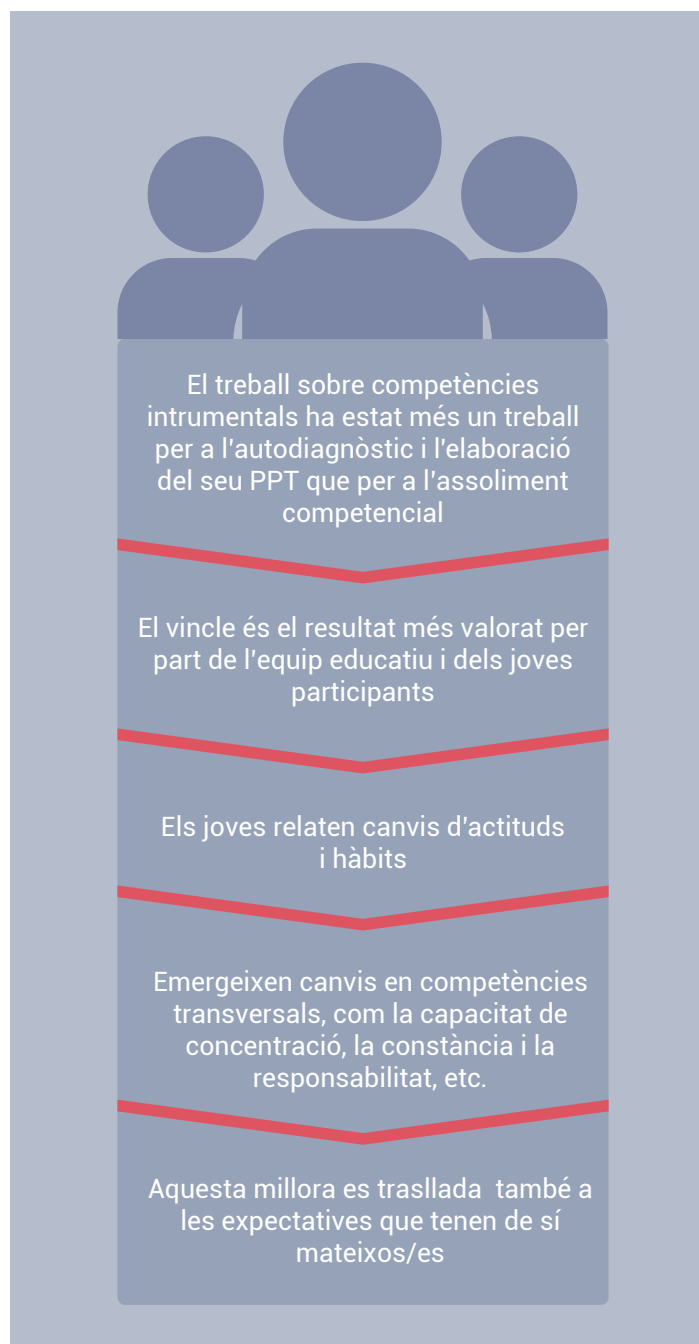 El treball sobre competències
intrumentals ha estat més un treball
per a l'autodiagnòstic i l'elaboració
del seu PPT que per a l'assoliment
competencial
El vincle és el resultat més valorat per
part de l'equip educatiu i dels joves
participants
Els joves relaten canvis d'actituds
i hàbits
Emergeixen canvis en competències
transversals, com la capacitat de
concentració, la constància i la
responsabilitat, etc.
Aquesta millora es trasllada  també a
les expectatives que tenen de sí
mateixos/es